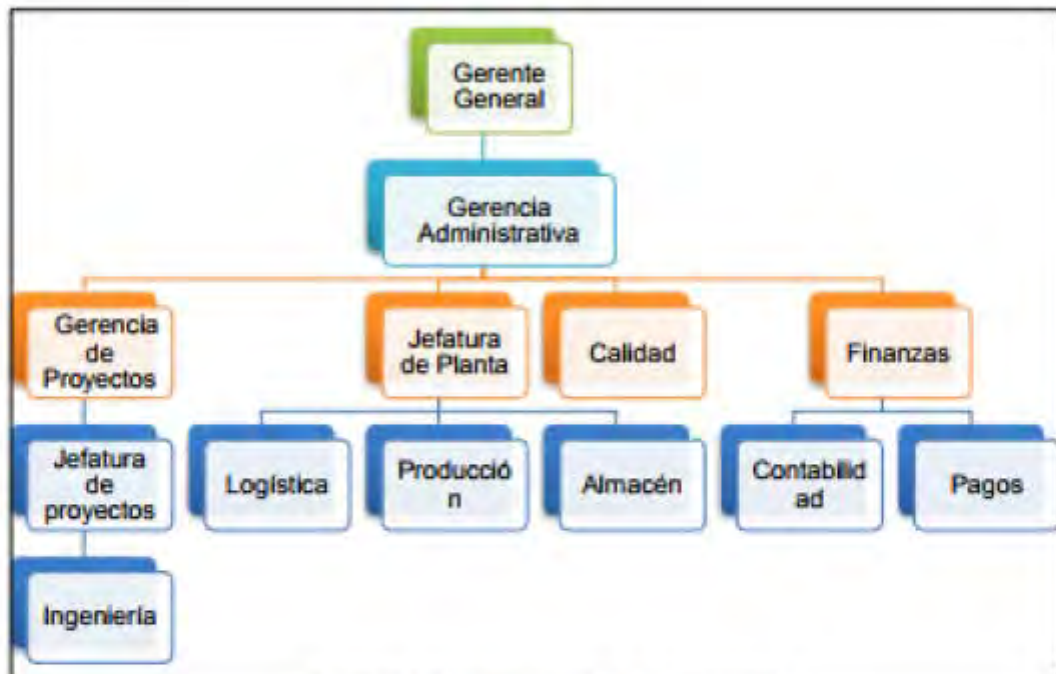 Gerente
General
Gerencia
Administrativa
Gerencia
de
Proyectos
Jefatura
de Planta
Calidad
Finanzas
Jefatura
de
proyectos
Logística
Producció
n
Almacén
Contabilid
ad
Pagos
Ingeniería